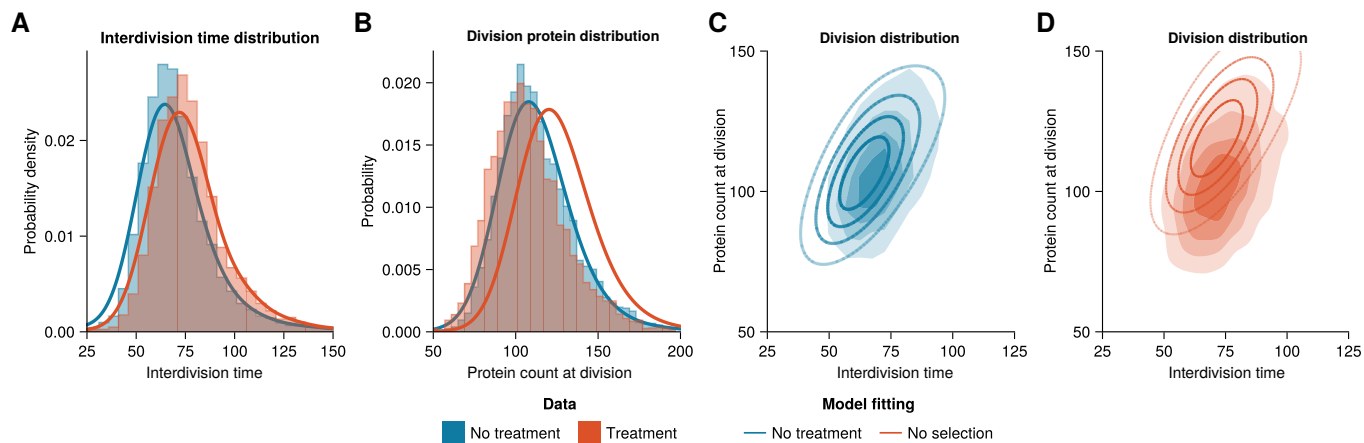 A
Interdivision time distribution
Probability density
0.02
0.01
0.00
25
50
75
100
125
150
Interdivision time
B
Division protein distribution
Probability
0.020
0.015
0.010
0.005
0.000
50
100
150
200
Protein count at division
C
Division distribution
Protein count at division
150
100
50
25
50
75
100
125
Interdivision time
D
Division distribution
Protein count at division
150
100
50
25
50
75
100
125
Interdivision time
Data
No treatment
Treatment
Model fitting
No treatment
No selection